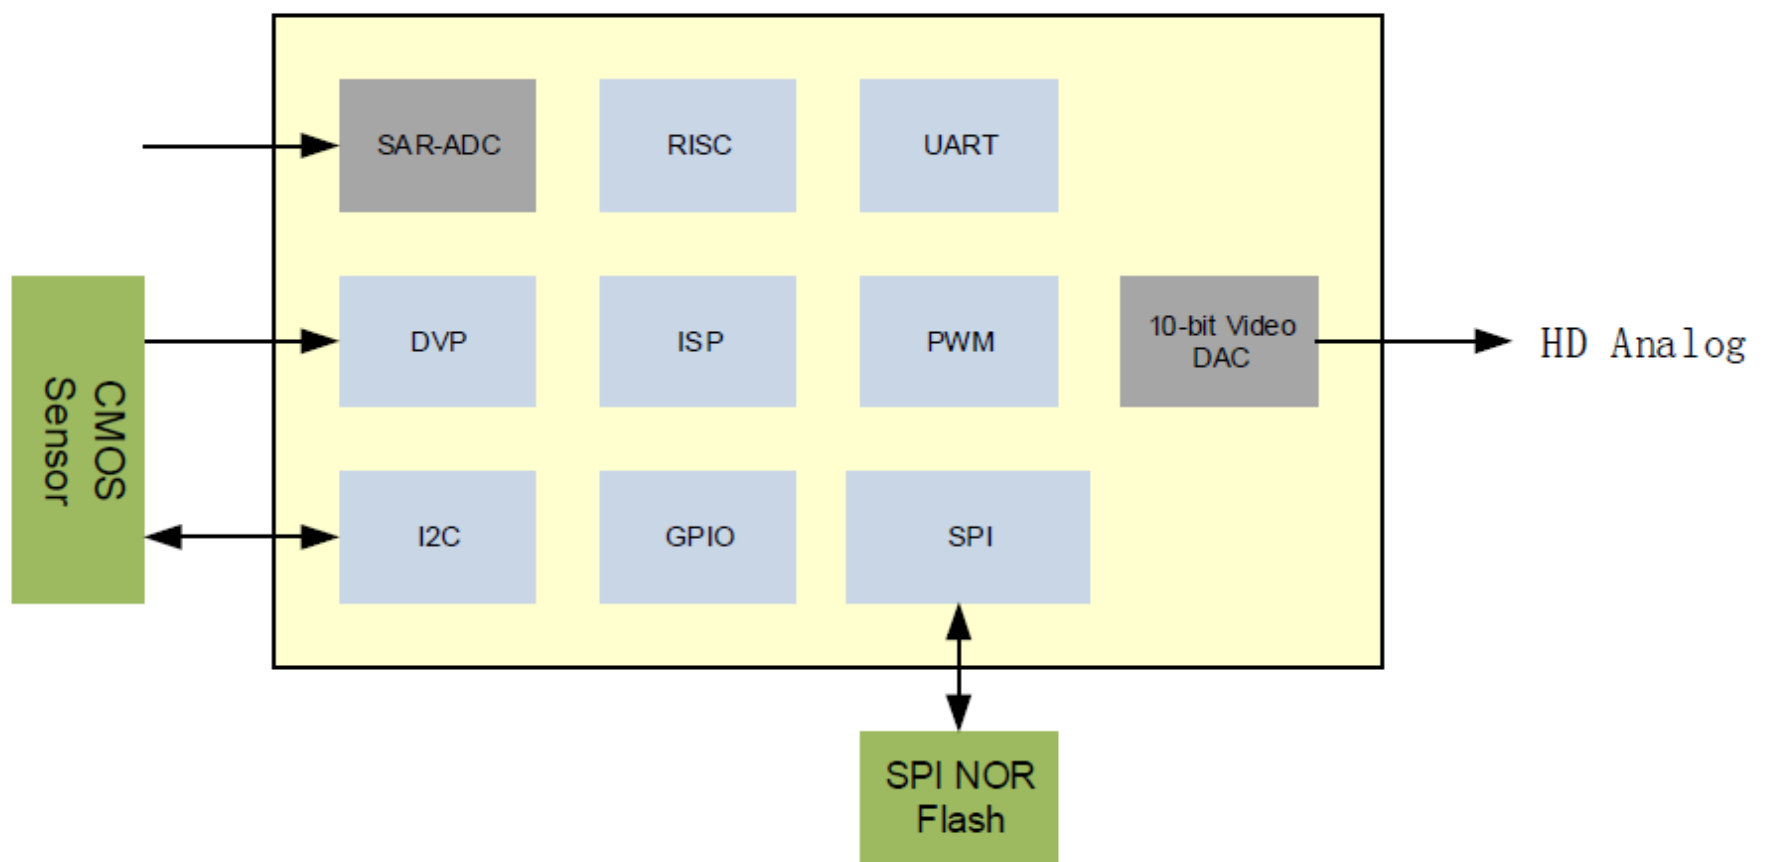 SAR-ADC
RISC
UART
CMOS
Sensor
DVP
ISP
PWM
10-bit Video
DAC
HD Analog
I2C
GPIO
SPI
SPI NOR
Flash